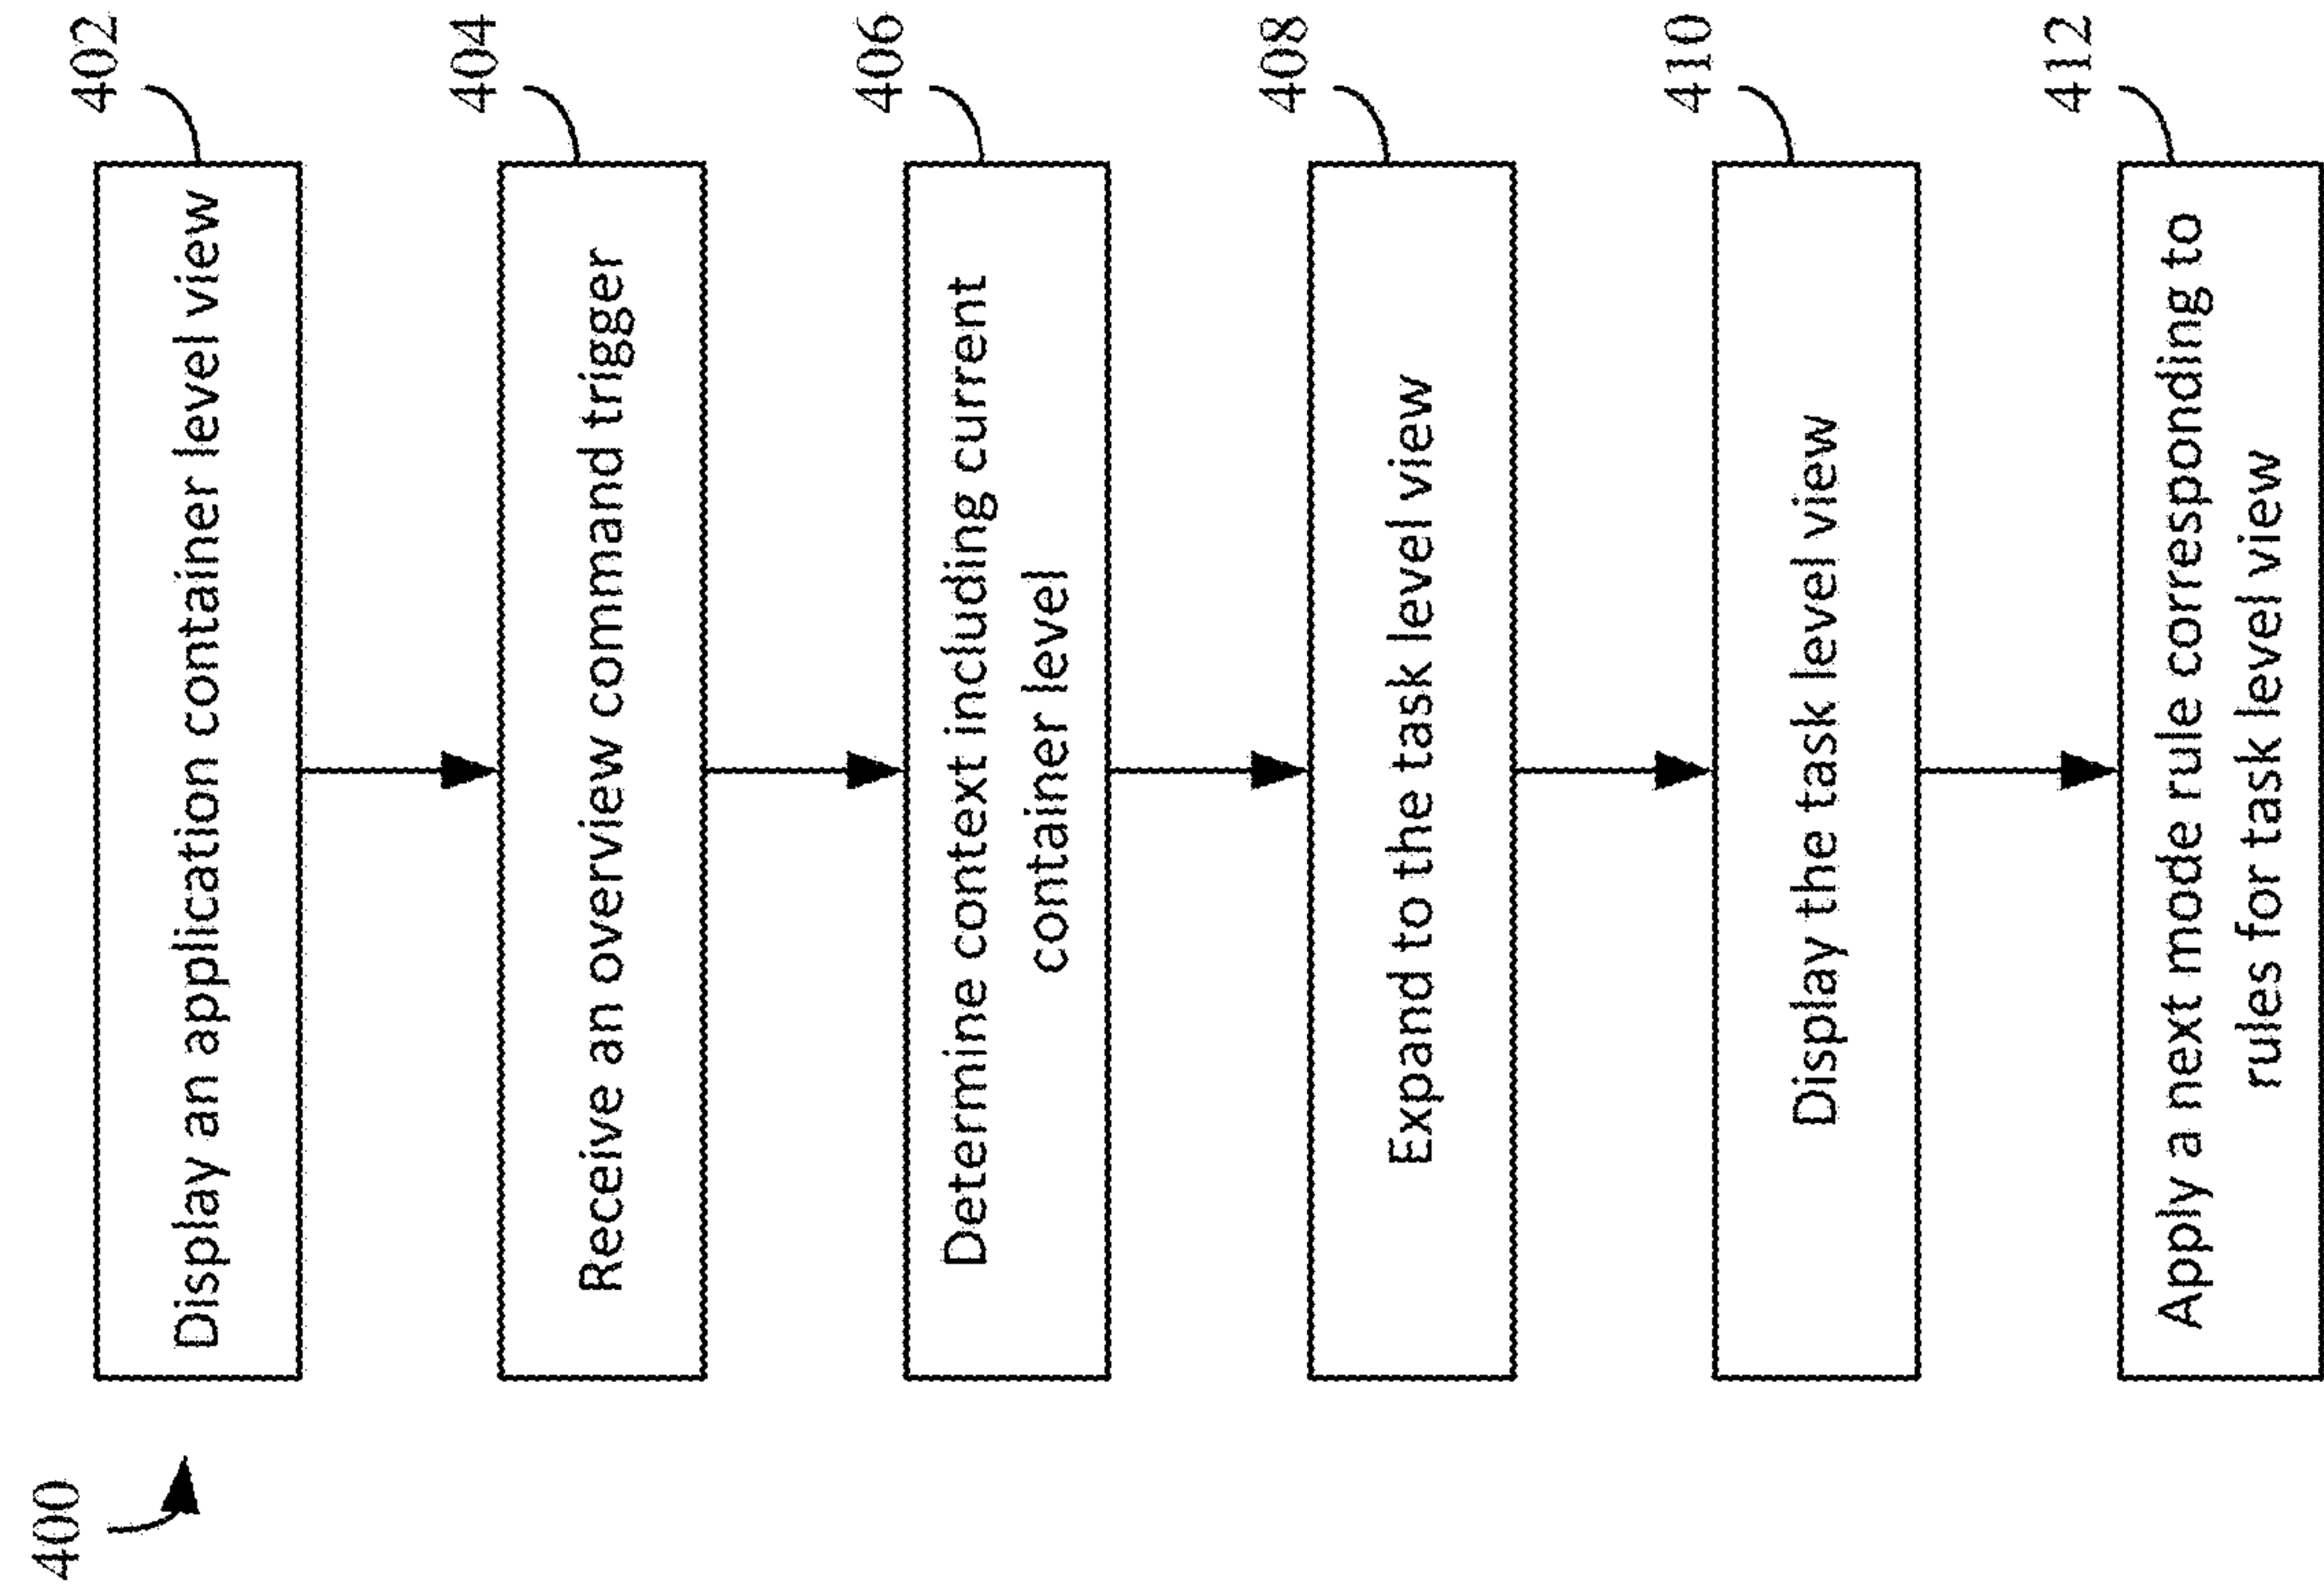 400
Display an application container level view
402
Receive an overview command trigger
404
Determine context including current
container level
406
Expand to the task level view
408
Display the task level view
410
Apply a next mode rule corresponding to
rules for task level view
412